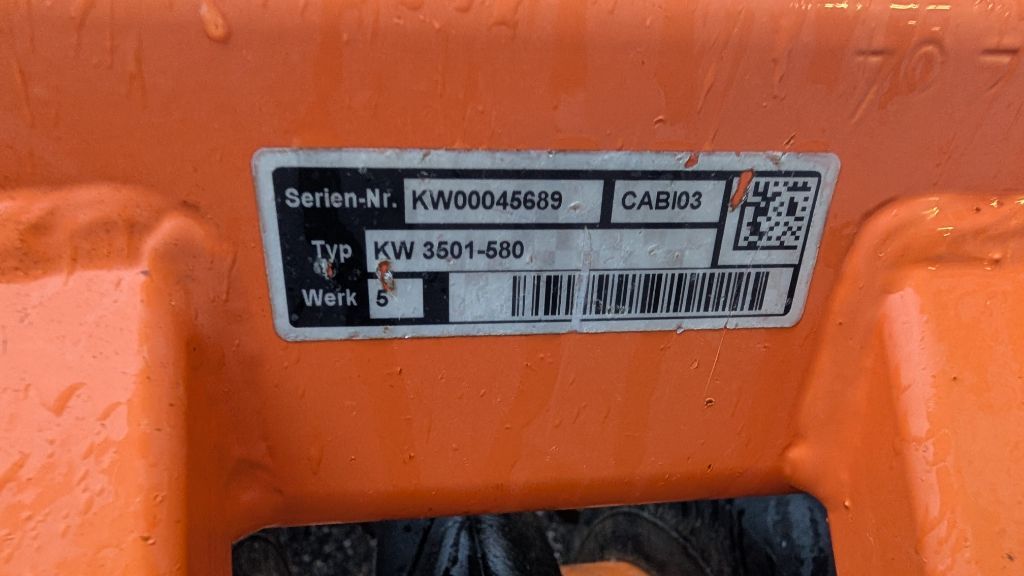 Serien-Nr. KW00045689 CABI03
Typ KW 3501-580
Werk 5